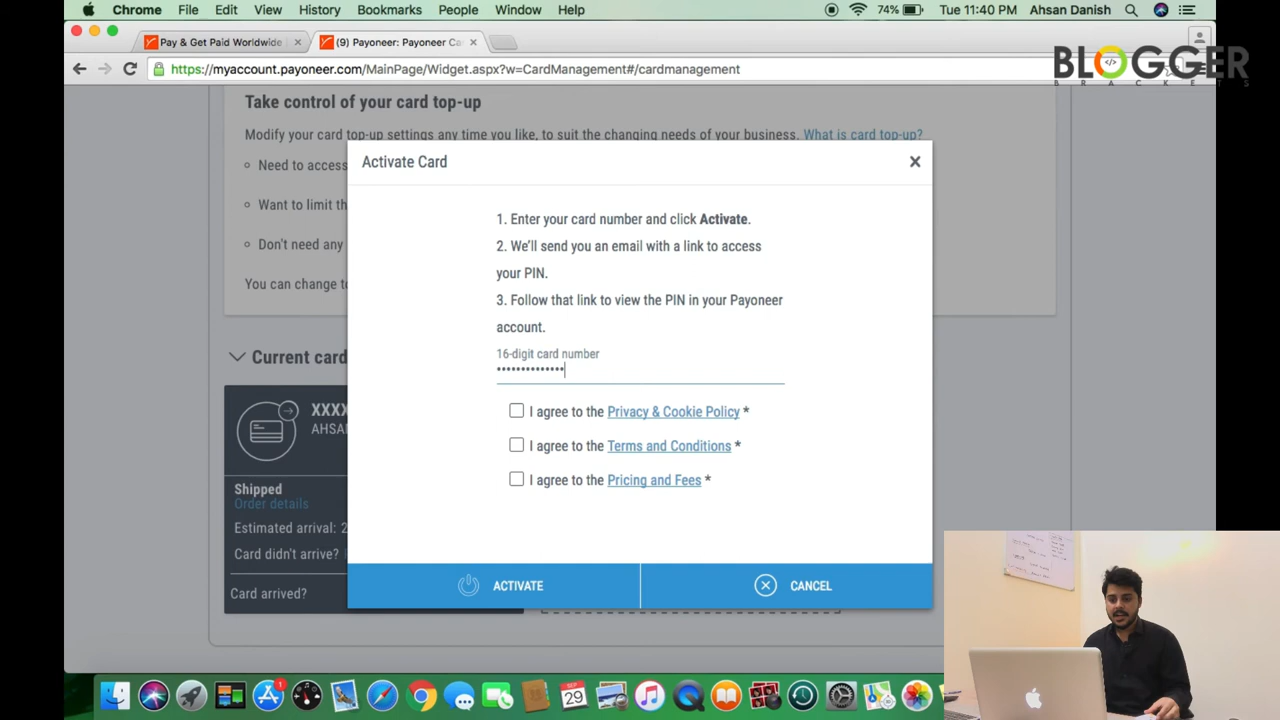 Chrome File Edit View History Bookmarks People Window Help 74% Tue 11:40 PM Ahsan Danish
Pay & Get Paid Worldwide
(9) Payoneer: Payoneer Ca
https://myaccount.payoneer.com/MainPage/Widget.aspx?w=CardManagement#/cardmanagement
BLOGGER
BRACKETS
Take control of your card top-up
Modify your card top-up settings any time you like, to suit the changing needs of your business. What is card top-up?
Need to access
Want to limit th
Don't need any
You can change t
Activate Card
1. Enter your card number and click Activate.
2. We'll send you an email with a link to access
your PIN.
3. Follow that link to view the PIN in your Payoneer
account.
16-digit card number
••••••••••••••
I agree to the Privacy & Cookie Policy *
I agree to the Terms and Conditions *
I agree to the Pricing and Fees *
ACTIVATE
CANCEL
Current card
XXXX
AHSA
Shipped
Order details
Estimated arrival: 2
Card didn't arrive?
Card arrived?
1
29